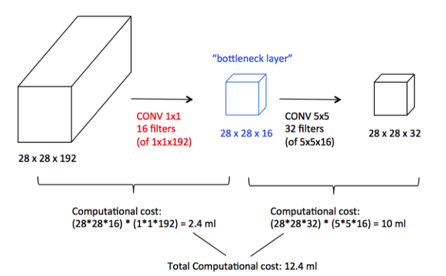 "bottleneck layer"
CONV 1x1
16 filters
(of 1x1x192)
CONV 5x5
32 filters
(of 5x5x16)
28 x 28 x 16
28 x 28 x 32
28 x 28 x 192
Computational cost:
(28*28*16) * (1*1*192) = 2.4 ml
Computational cost:
(28*28*32) * (5*5*16) = 10 ml
Total Computational cost: 12.4 ml